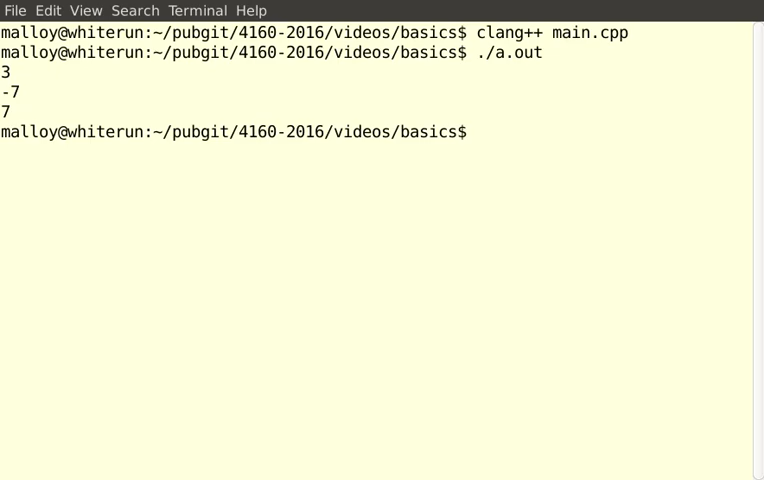 File Edit View Search Terminal Help
malloy@whiterun:~/pubgit/4160-2016/videos/basics$ clang++ main.cpp
malloy@whiterun:~/pubgit/4160-2016/videos/basics$ ./a.out
3
-7
7
malloy@whiterun:~/pubgit/4160-2016/videos/basics$